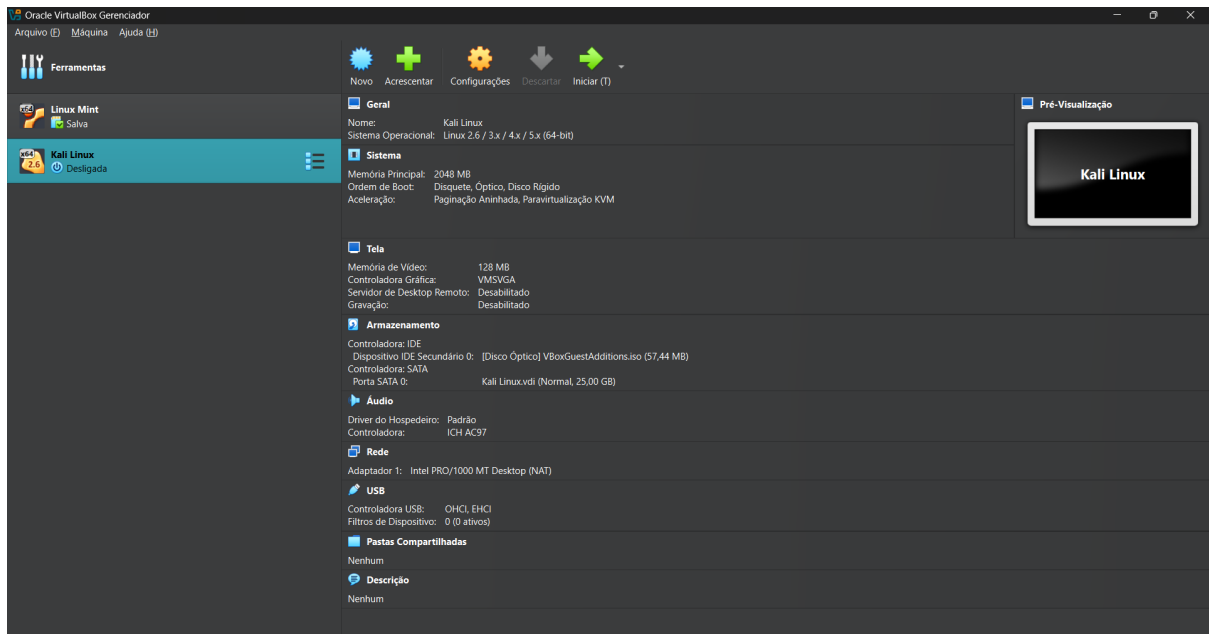 Oracle VirtualBox Gerenciador
Arquivo (F) Máquina Ajuda (H)
Ferramentas
Linux Mint
Salva
x64
2.6
Kali Linux
Desligada
Novo Acrescentar Configurações Descartar Iniciar (T)
Geral
Nome: Kali Linux
Sistema Operacional: Linux 2.6 / 3.x / 4.x / 5.x (64-bit)
Sistema
Memória Principal: 2048 MB
Ordem de Boot: Disquete, Óptico, Disco Rígido
Aceleração: Paginação Aninhada, Paravirtualização KVM
Pré-Visualização
Kali Linux
Tela
Memória de Vídeo: 128 MB
Controladora Gráfica: VMSVGA
Servidor de Desktop Remoto: Desabilitado
Gravação: Desabilitado
Armazenamento
Controladora: IDE
Dispositivo IDE Secundário 0: [Disco Óptico] VBoxGuestAdditions.iso (57,44 MB)
Controladora: SATA
Porta SATA 0: Kali Linux.vdi (Normal, 25,00 GB)
Áudio
Driver do Hospedeiro: Padrão
Controladora: ICH AC97
Rede
Adaptador 1: Intel PRO/1000 MT Desktop (NAT)
USB
Controladora USB: OHCI, EHCI
Filtros de Dispositivo: 0 (0 ativos)
Pastas Compartilhadas
Nenhum
Descrição
Nenhum